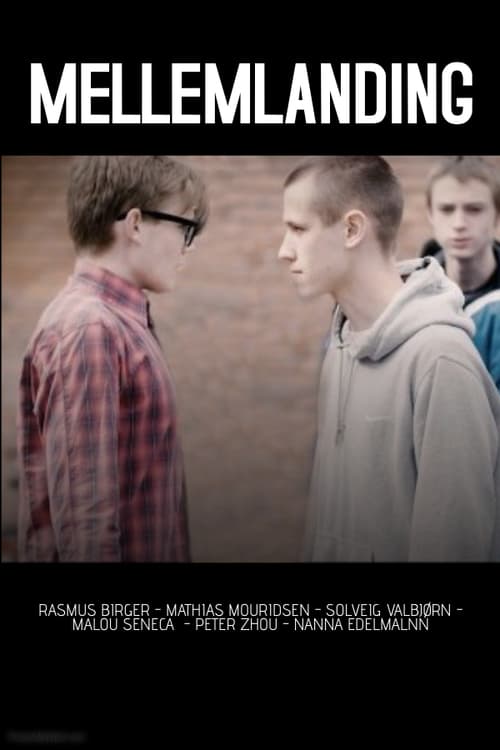 MELLEMLANDING
RASMUS BIRGER - MATHIAS MOURIDSEN - SOLVEIG VALBJØRN -
MALOU SENECA - PETER ZHOU - NANNA EDELMALNN